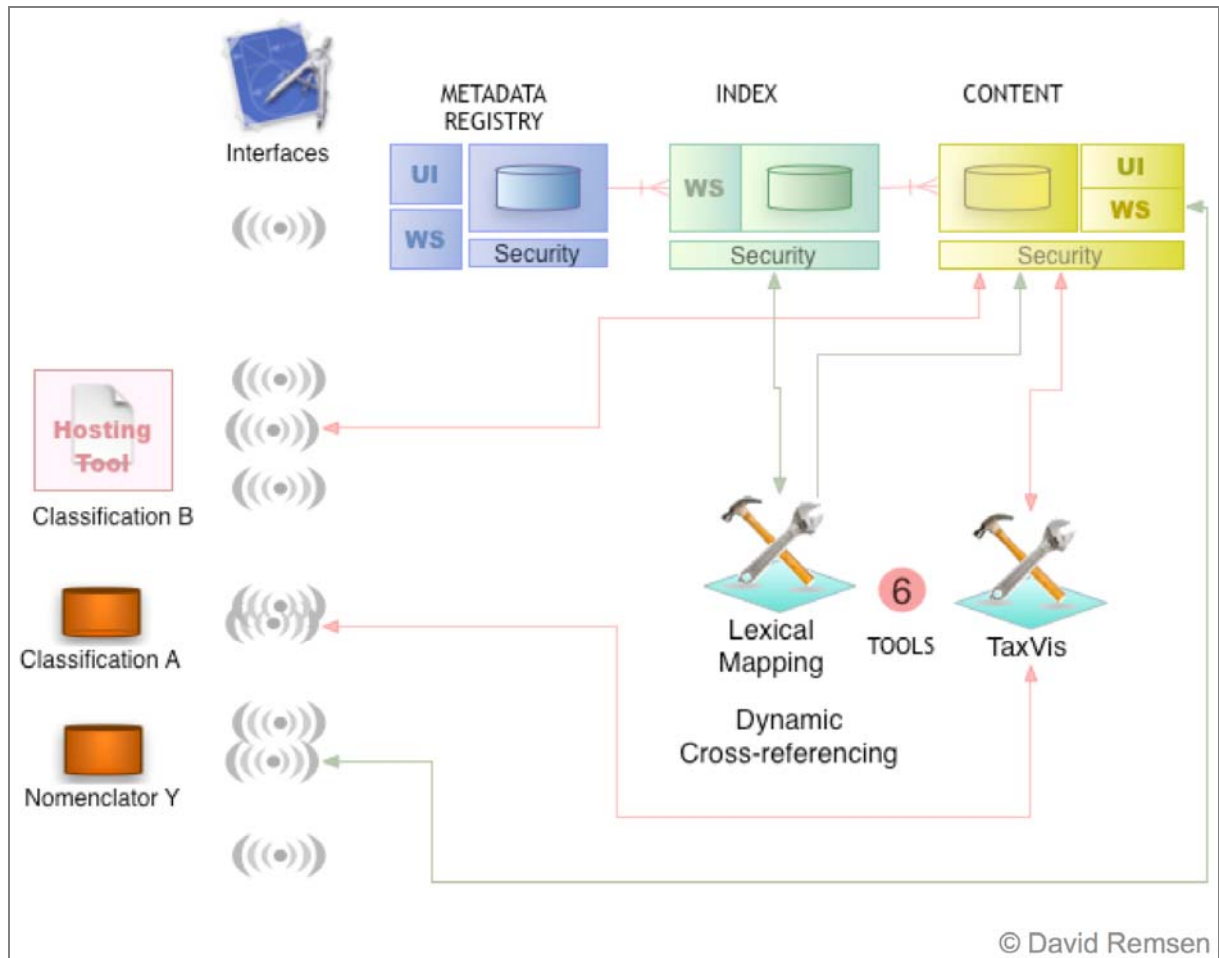 METADATA
REGISTRY
INDEX
CONTENT
Interfaces
UI
WS
Security
WS
Security
UI
WS
Security
Hosting
Tool
Classification B
Classification A
Nomenclator Y
Lexical
Mapping
6
TOOLS
TaxVis
Dynamic
Cross-referencing
© David Remsen